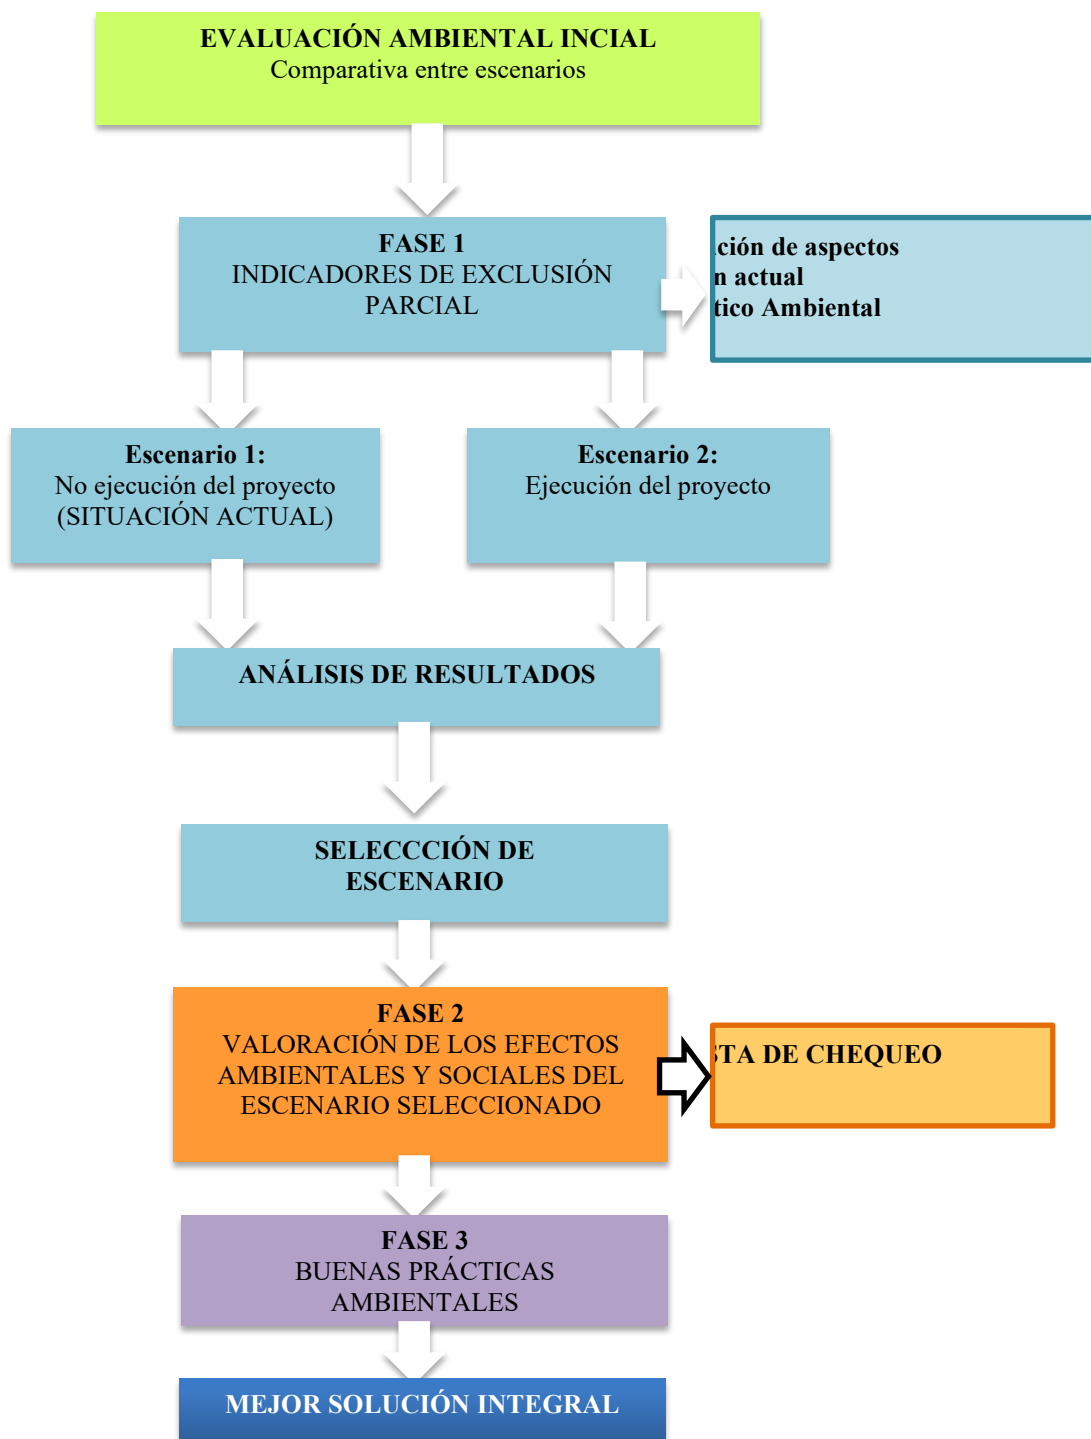 EVALUACIÓN AMBIENTAL INCIAL
Comparativa entre escenarios
FASE 1
INDICADORES DE EXCLUSIÓN
PARCIAL
ción de aspectos
n actual
tico Ambiental
Escenario 1:
No ejecución del proyecto
(SITUACIÓN ACTUAL)
Escenario 2:
Ejecución del proyecto
ANÁLISIS DE RESULTADOS
SELECCCIÓN DE
ESCENARIO
FASE 2
VALORACIÓN DE LOS EFECTOS
AMBIENTALES Y SOCIALES DEL
ESCENARIO SELECCIONADO
STA DE CHEQUEO
FASE 3
BUENAS PRÁCTICAS
AMBIENTALES
MEJOR SOLUCIÓN INTEGRAL